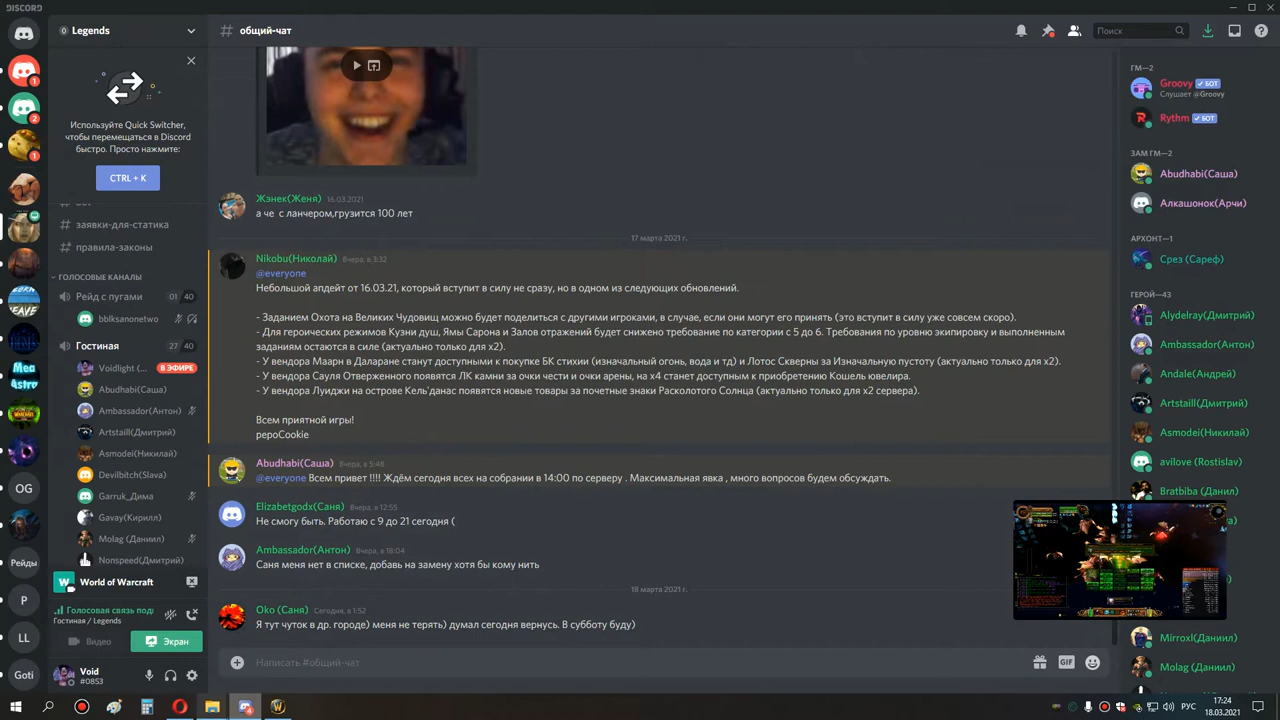 DISCORD
Legends
Используйте Quick Switcher,
чтобы перемещаться в Discord
быстро. Просто нажмите:
CTRL + K
заявки-для-статика
правила-законы
ГОЛОСОВЫЕ КАНАЛЫ
Рейд с пугами 01 40
bblksanonetwo
Гостиная 27 40
Voidlight (... В ЭФИРЕ
Abudhabi(Саша)
Ambassador(Антон)
Artstaill(Дмитрий)
Asmodei(Никилай)
Devilbitch(Slava)
Garruk_Дима
Gavay(Кирилл)
Molag (Даниил)
Nonspeed(Дмитрий)
World of Warcraft
Голосовая связь поді
Гостиная / Legends
Видео
Экран
Void
#0853
1
2
1
OG
Рейды
P
LL
Goti
общий-чат
Поиск
Жэнек(Женя) 16.03.2021
а че с ланчером,грузится 100 лет
17 марта 2021 г.
Nikobu(Николай) Вчера, в 3:32
@everyone
Небольшой апдейт от 16.03.21, который вступит в силу не сразу, но в одном из следующих обновлений.
- Заданием Охота на Великих Чудовищ можно будет поделиться с другими игроками, в случае, если они могут его принять (это вступит в силу уже совсем скоро).
- Для героических режимов Кузни душ, Ямы Сарона и Залов отражений будет снижено требование по категории с 5 до 6. Требования по уровню экипировку и выполненным
заданиям остаются в силе (актуально только для x2).
- У вендора Маарн в Даларане станут доступными к покупке БК стихии (изначальный огонь, вода и тд) и Лотос Скверны за Изначальную пустоту (актуально только для x2).
- У вендора Сауля Отверженного появятся ЛК камни за очки чести и очки арены, на x4 станет доступным к приобретению Кошель ювелира.
- У вендора Луиджи на острове Кель'данас появятся новые товары за почетные знаки Расколотого Солнца (актуально только для x2 сервера).
Всем приятной игры!
pepoCookie
Abudhabi(Саша) Вчера, в 5:48
@everyone Всем привет !!!! Ждём сегодня всех на собрании в 14:00 по серверу . Максимальная явка , много вопросов будем обсуждать.
Elizabetgodx(Саня) Вчера, в 12:55
Не смогу быть. Работаю с 9 до 21 сегодня (
Ambassador(Антон) Вчера, в 18:04
Саня меня нет в списке, добавь на замену хотя бы кому нить
18 марта 2021 г.
Oko (Саня) Сегодня, в 1:52
Я тут чуток в др. городе) меня не терять) думал сегодня вернусь. В субботу буду)
Написать #общий-чат
GIF
ГМ—2
Groovy БОТ
Слушает @Groovy
Rythm БОТ
ЗАМ ГМ—2
Abudhabi(Саша)
Алкашонок(Арчи)
АРХОНТ—1
Срез (Сареф)
ГЕРОЙ—43
Alydelray(Дмитрий)
Ambassador(Антон)
Andale(Андрей)
Artstaill(Дмитрий)
Asmodei(Никилай)
avilove (Rostislav)
Bratbiba (Данил)
Mirroxl(Даниил)
Molag (Даниил)
РУС
17:24
18.03.2021